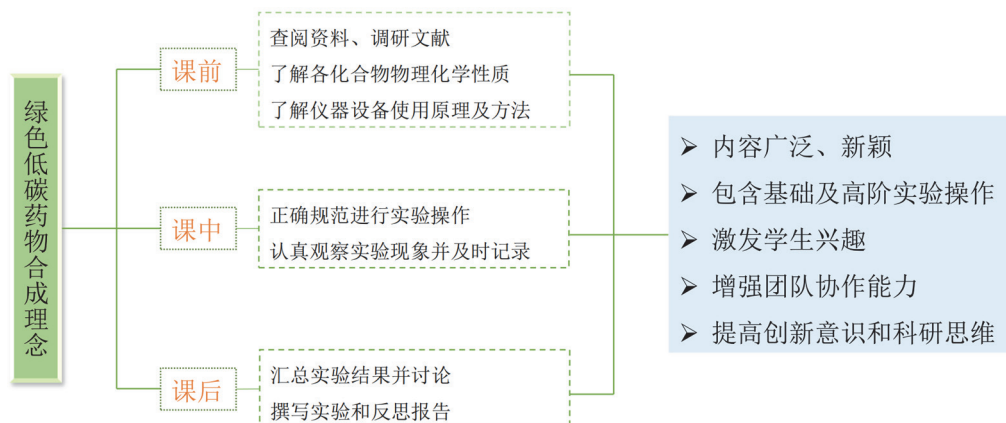 绿色低碳药物合成理念
课前
查阅资料、调研文献
了解各化合物物理化学性质
了解仪器设备使用原理及方法
课中
正确规范进行实验操作
认真观察实验现象并及时记录
课后
汇总实验结果并讨论
撰写实验和反思报告
➢ 内容广泛、新颖
➢ 包含基础及高阶实验操作
➢ 激发学生兴趣
➢ 增强团队协作能力
➢ 提高创新意识和科研思维